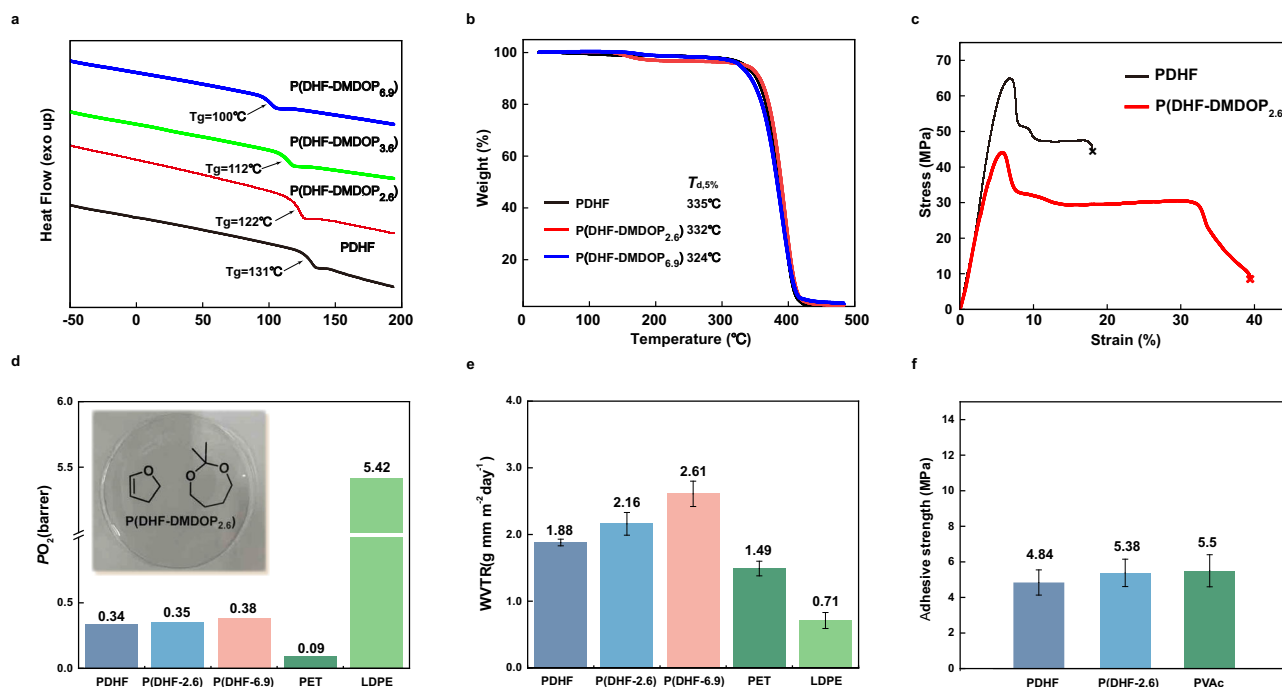 a
Heat Flow (exo up)
P(DHF-DMDOP6.9)
Tg=100℃
P(DHF-DMDOP3.6)
Tg=112℃
P(DHF-DMDOP2.6)
Tg=122℃
PDHF
Tg=131℃
-50 0 50 100 150 200
b
Weight (%)
100
80
60
40
20
Td,5%
PDHF 335℃
P(DHF-DMDOP2.6) 332℃
P(DHF-DMDOP6.9) 324℃
0 100 200 300 400 500
Temperature (℃)
c
Stress (MPa)
80
70
60
50
40
30
20
10
0
PDHF
P(DHF-DMDOP2.6
0 10 20 30 40
Strain (%)
d
PO2(barrer)
6.0
5.5
0.5
0.0
O
O O
P(DHF-DMDOP2.6)
0.34
0.35
0.38
0.09
5.42
PDHF P(DHF-2.6) P(DHF-6.9) PET LDPE
e
WVTR(g mm m-2day-1)
4.0
3.0
2.0
1.0
0.0
1.88
2.16
2.61
1.49
0.71
PDHF P(DHF-2.6) P(DHF-6.9) PET LDPE
f
Adhesive strength (MPa)
14
12
10
8
6
4
2
0
4.84
5.38
5.5
PDHF P(DHF-2.6) PVAc